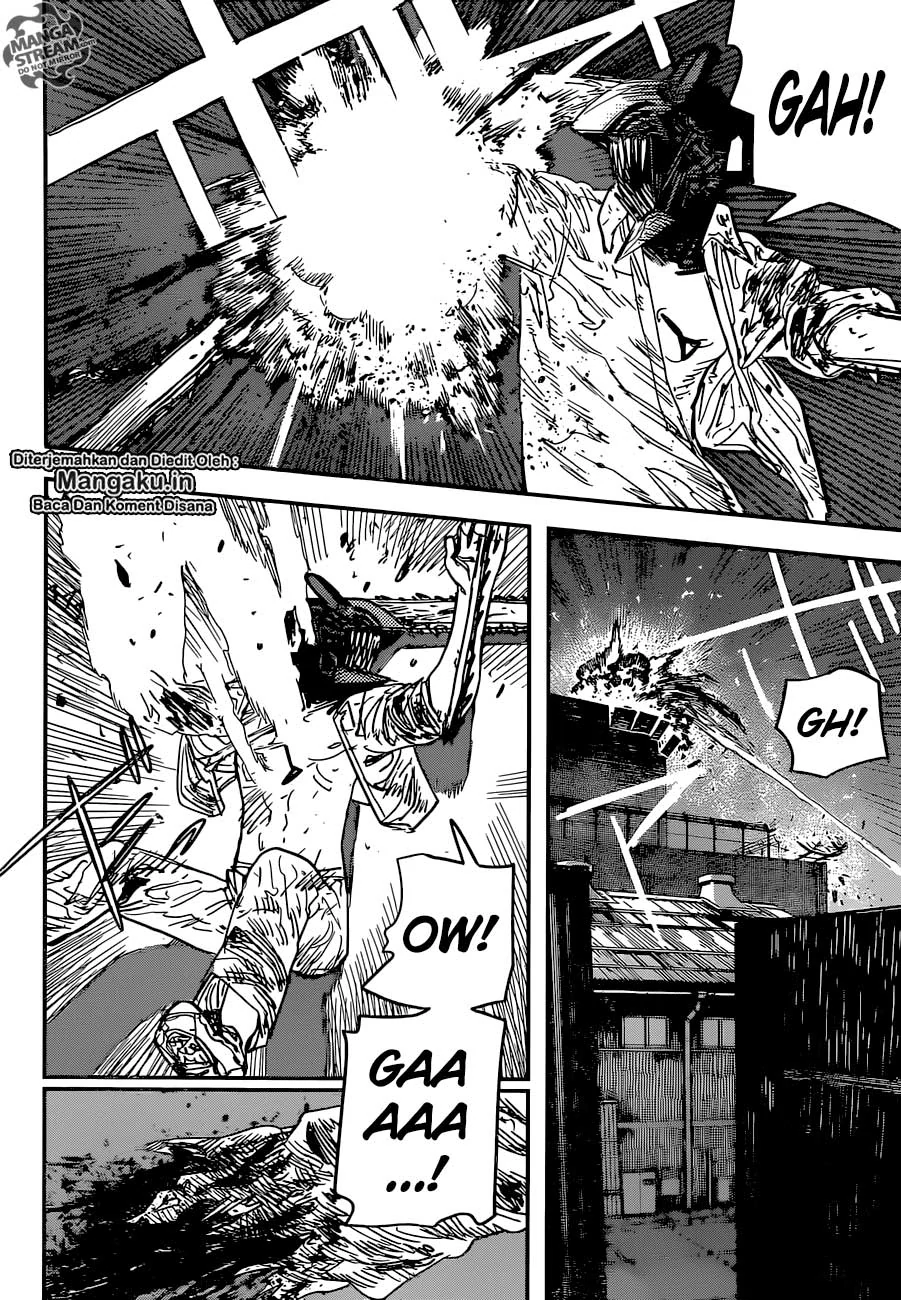 MANGA
STREAM.com
DO NOT MIRROR
GAH!
Diterjemahkan dan Diedit Oleh :
Mangaku.in
Baca Dan Koment Disana
GH!
OW!
GAA
AAA
...!